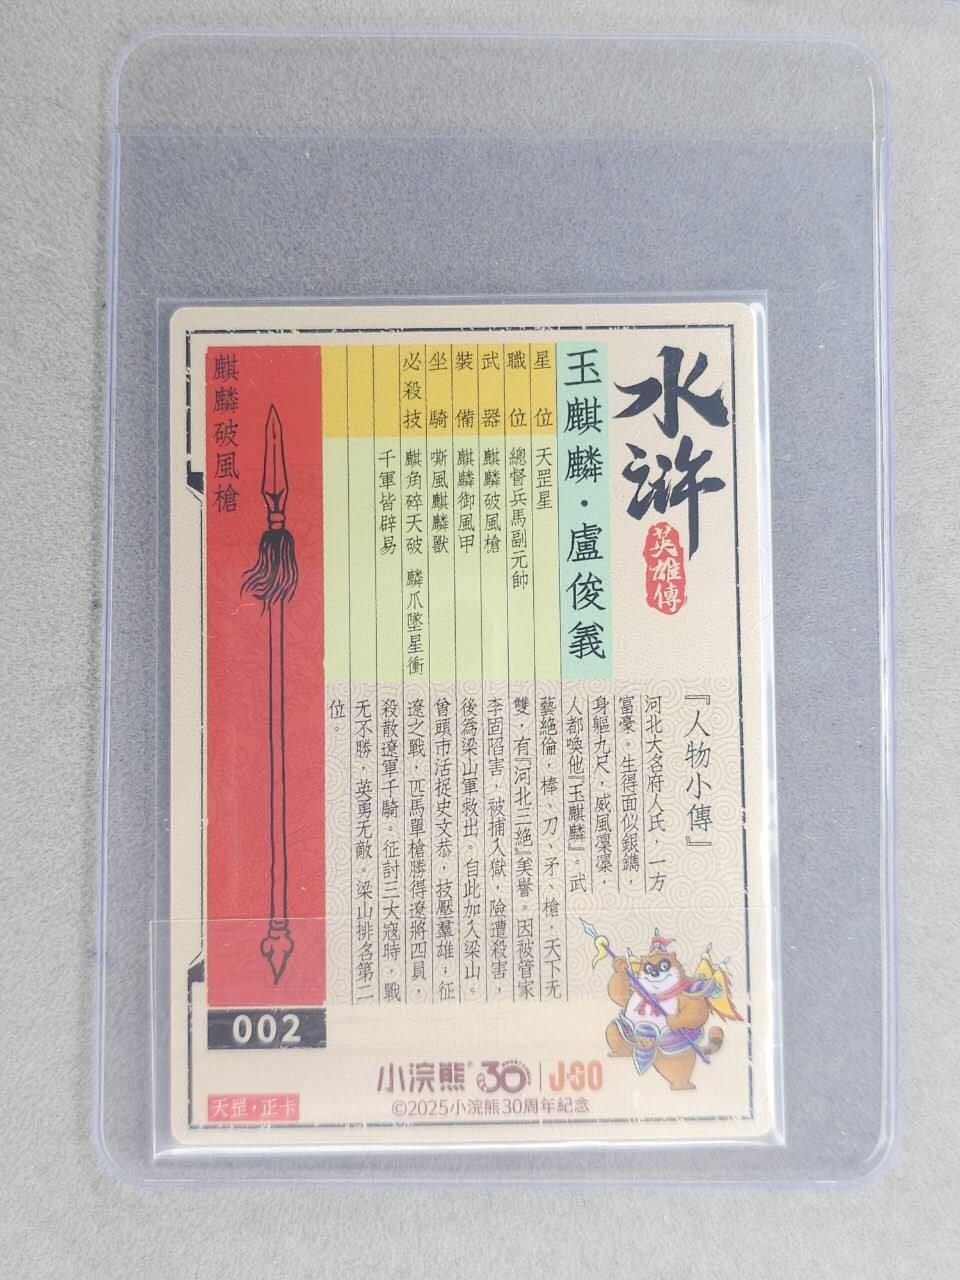 水滸
英雄傳
玉麒麟·盧俊義
星位 天罡星
職位 總督兵馬副元帥
武器 麒麟破風槍
裝備 麒麟御風甲
坐騎 嘶風麒麟獸
必殺技 麒角碎天破 麟爪墜星衝
千軍皆辟易
麒麟破風槍
『人物小傳』
河北大名府人氏，一方
富豪。生得面似銀鐫，
身軀九尺，威風凜凜，
人都喚他『玉麒麟』。武
藝絶倫，棒、刀、矛、槍，天下无
雙，有『河北三絶』美譽。因被管家
李固陷害，被捕入獄，險遭殺害，
後為梁山軍救出。自此加入梁山。
曾頭市活捉史文恭，技壓羣雄；征
遼之戰，匹馬單槍勝得遼將四員，
殺散遼軍千騎。征討三大寇時，戰
无不勝，英勇无敵。梁山排名第二
位。
002
天罡·正卡
小浣熊® 30 | J·GO
©2025小浣熊30周年紀念